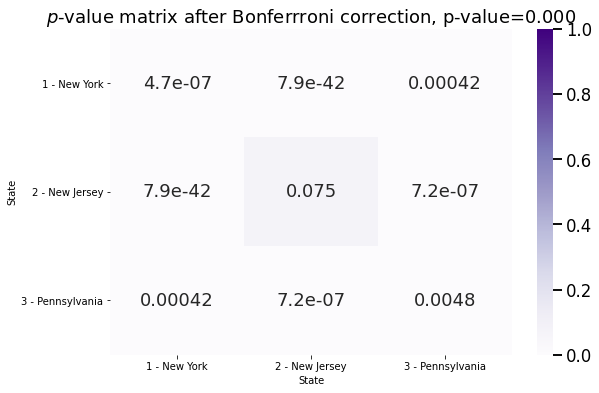 p-value matrix after Bonferrroni correction, p-value=0.000
1.0
1 - New York 4.7e-07 7.9e-42 0.00042
0.8
0.6
State 2 - New Jersey 7.9e-42 0.075 7.2e-07
0.4
0.2
3 - Pennsylvania 0.00042 7.2e-07 0.0048
0.0
1 - New York 2 - New Jersey 3 - Pennsylvania
State